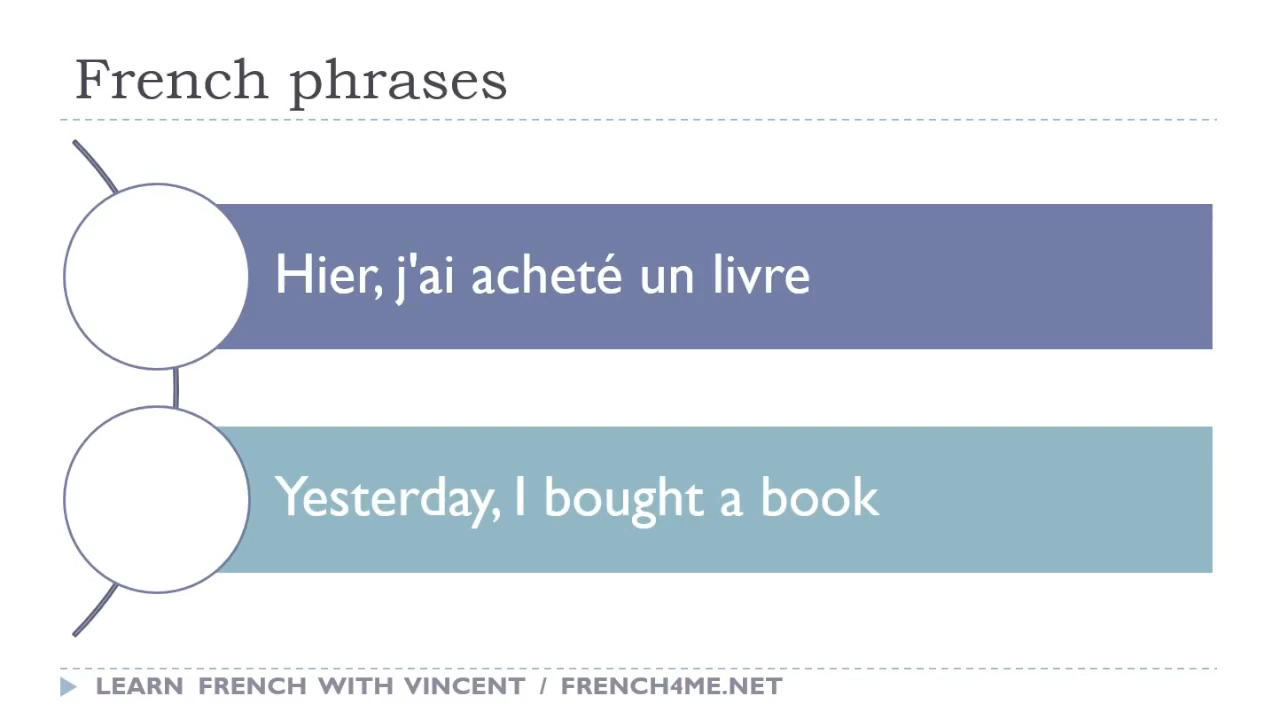 French phrases
Hier, j'ai acheté un livre
Yesterday, I bought a book
LEARN FRENCH WITH VINCENT / FRENCH4ME.NET